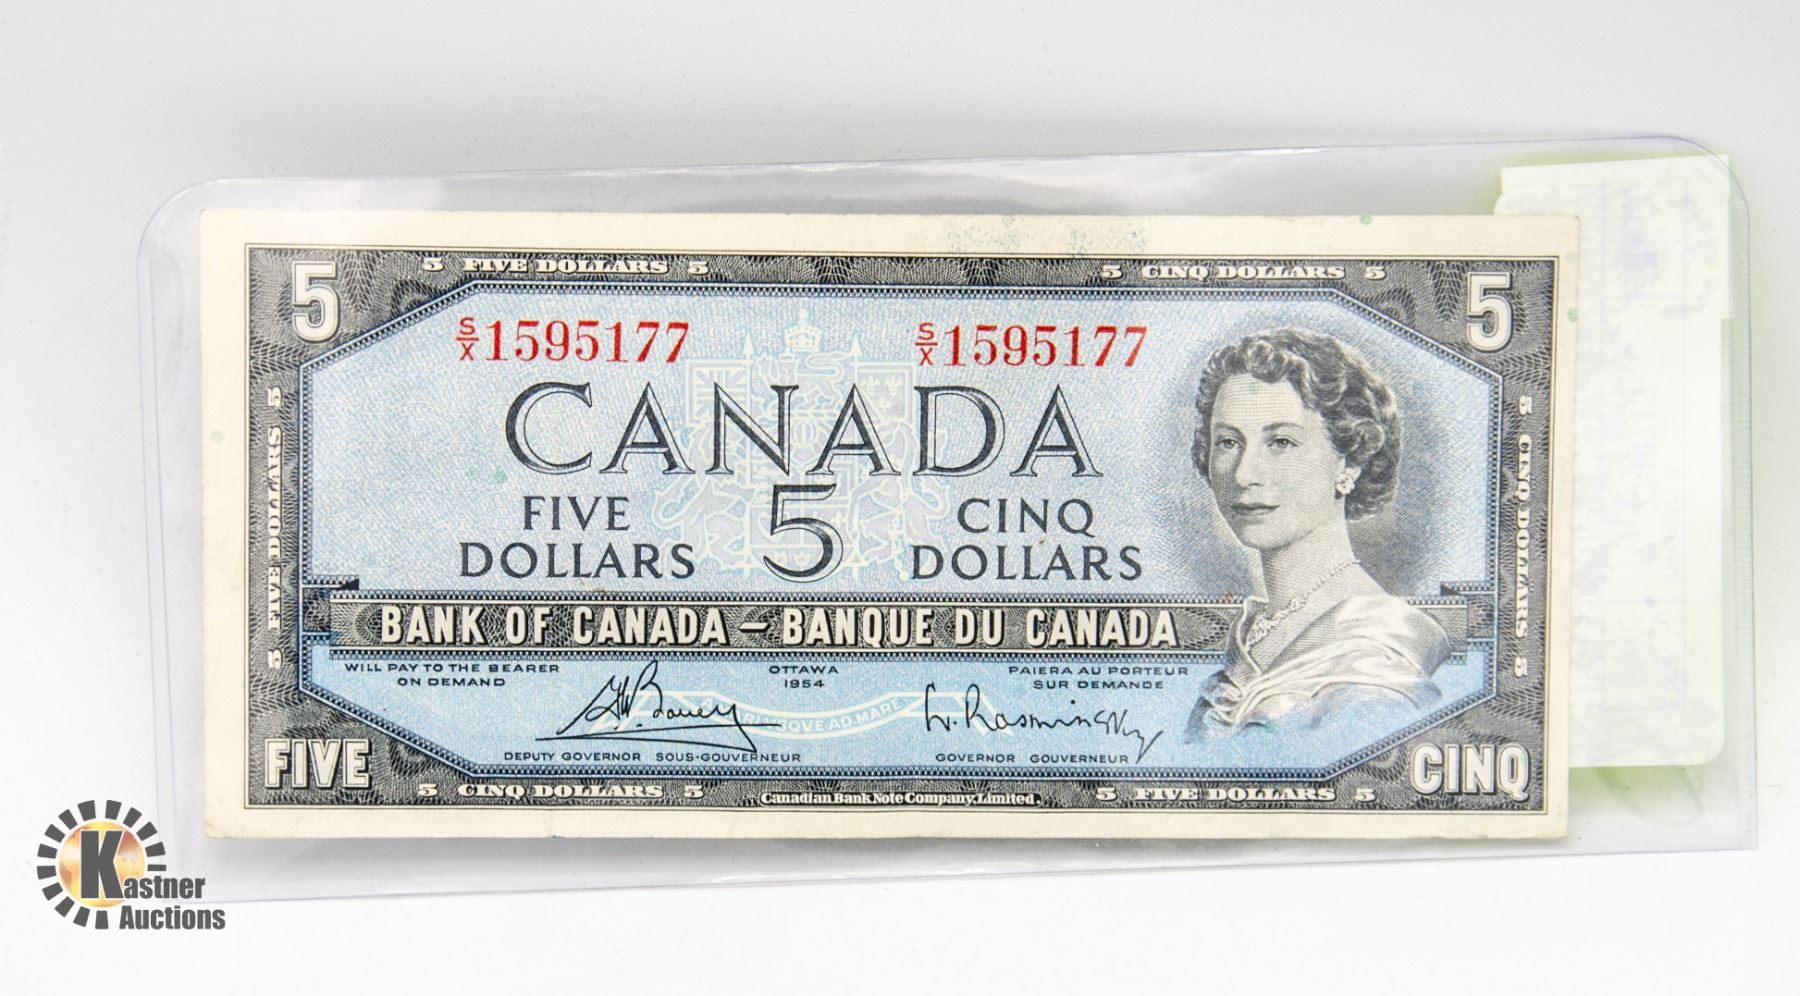 5 FIVE DOLLARS 5
5 CINQ DOLLARS 5
5
5
S/X 1595177
S/X 1595177
CANADA
FIVE DOLLARS
5
CINQ DOLLARS
5 FIVE DOLLARS 5
5 CINQ DOLLARS 5
BANK OF CANADA – BANQUE DU CANADA
WILL PAY TO THE BEARER
ON DEMAND
OTTAWA
1954
PAIERA AU PORTEUR
SUR DEMANDE
L. Rasminsky
DEPUTY GOVERNOR SOUS-GOUVERNEUR
GOVERNOR GOUVERNEUR
FIVE
CINQ
5 CINQ DOLLARS 5
Canadian Bank Note Company, Limited.
5 FIVE DOLLARS 5
Kastner
Auctions